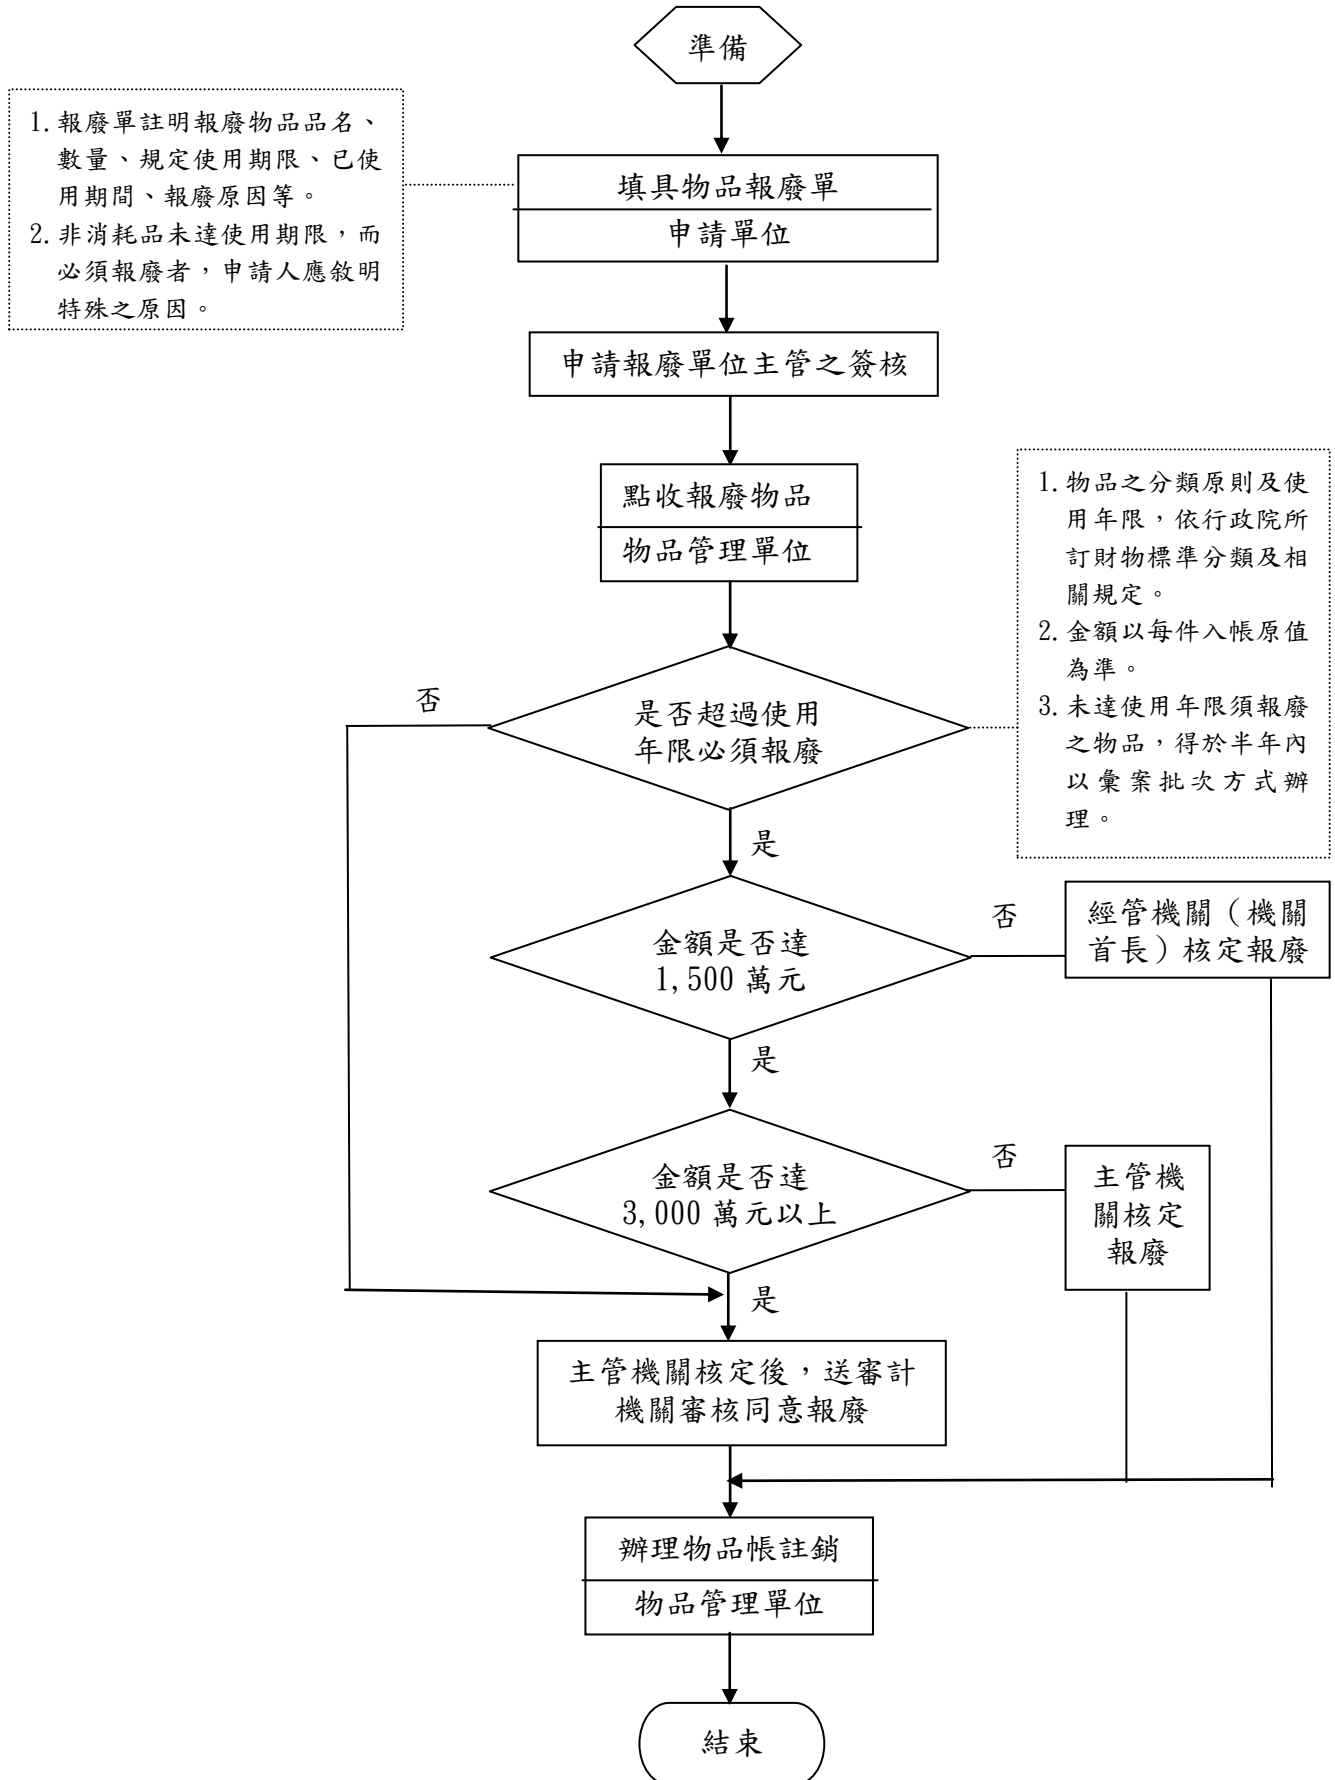 準備
1. 報廢單註明報廢物品品名、
數量、規定使用期限、已使
用期間、報廢原因等。
2. 非消耗品未達使用期限，而
必須報廢者，申請人應敘明
特殊之原因。
填具物品報廢單
申請單位
申請報廢單位主管之簽核
點收報廢物品
物品管理單位
1. 物品之分類原則及使
用年限，依行政院所
訂財物標準分類及相
關規定。
2. 金額以每件入帳原值
為準。
3. 未達使用年限須報廢
之物品，得於半年內
以彙案批次方式辦
理。
否
是否超過使用
年限必須報廢
是
金額是否達
1,500 萬元
否
經管機關（機關
首長）核定報廢
是
金額是否達
3,000 萬元以上
否
主管機
關核定
報廢
是
主管機關核定後，送審計
機關審核同意報廢
辦理物品帳註銷
物品管理單位
結束